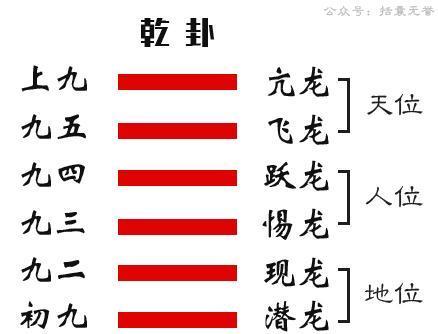 公众号：括囊无誉
乾卦
上九 亢龙
天位
九五 飞龙
九四 跃龙
人位
九三 惕龙
九二 现龙
地位
初九 潜龙